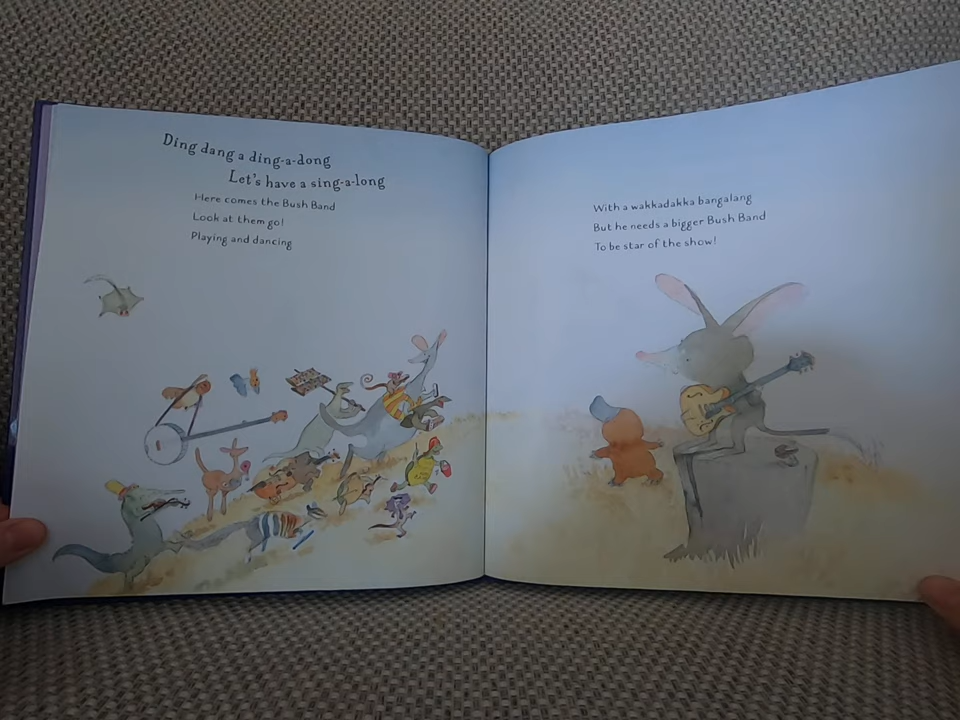 Ding dang a ding-a-dong
Let's have a sing-a-long
Here comes the Bush Band
Look at them go!
Playing and dancing
With a wakkadakka bangalang
But he needs a bigger Bush Band
To be star of the show!